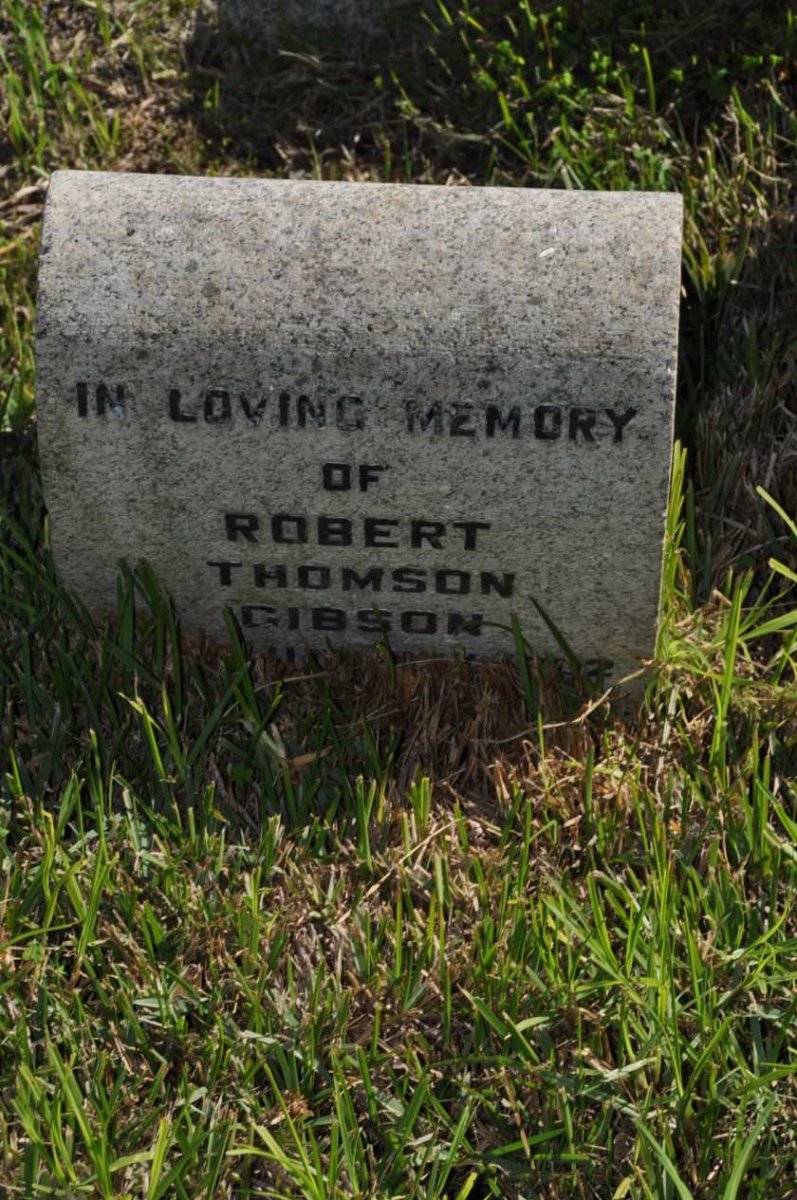 IN LOVING MEMORY
OF
ROBERT
THOMSON
GIBSON